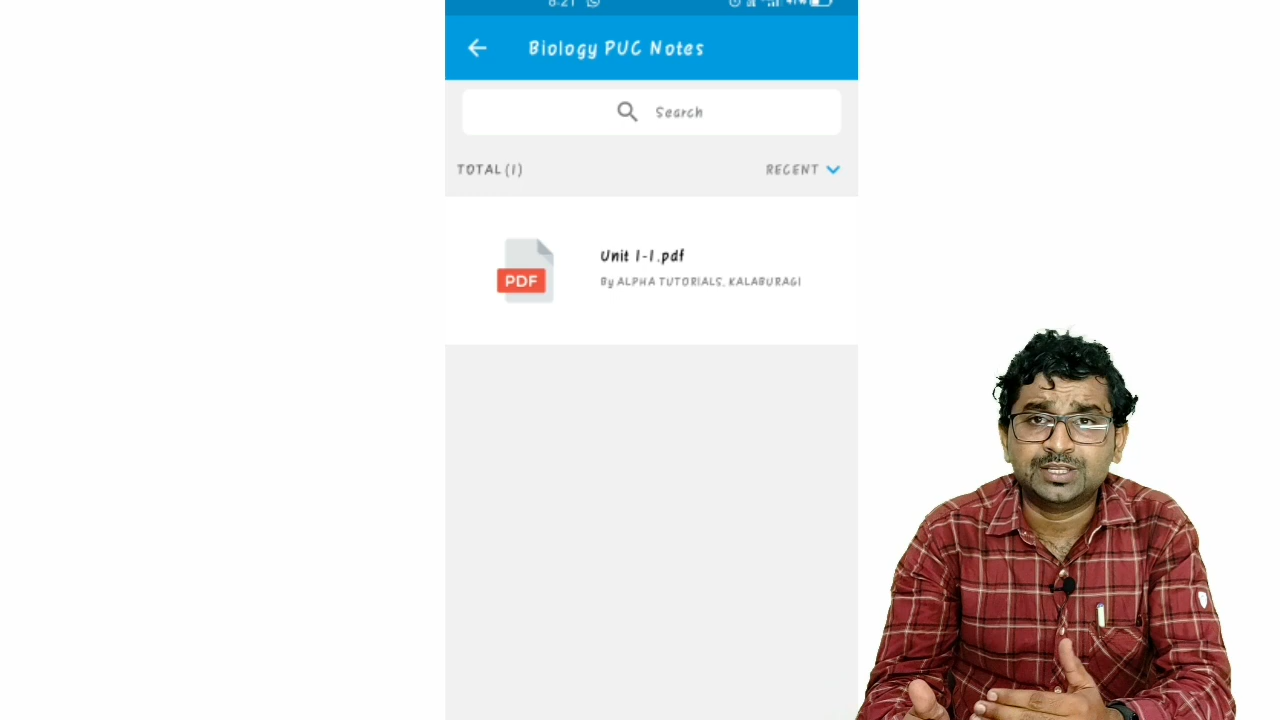 Biology PUC Notes
Search
TOTAL (1)
RECENT
Unit 1-1.pdf
PDF
By ALPHA TUTORIALS, KALABURAGI